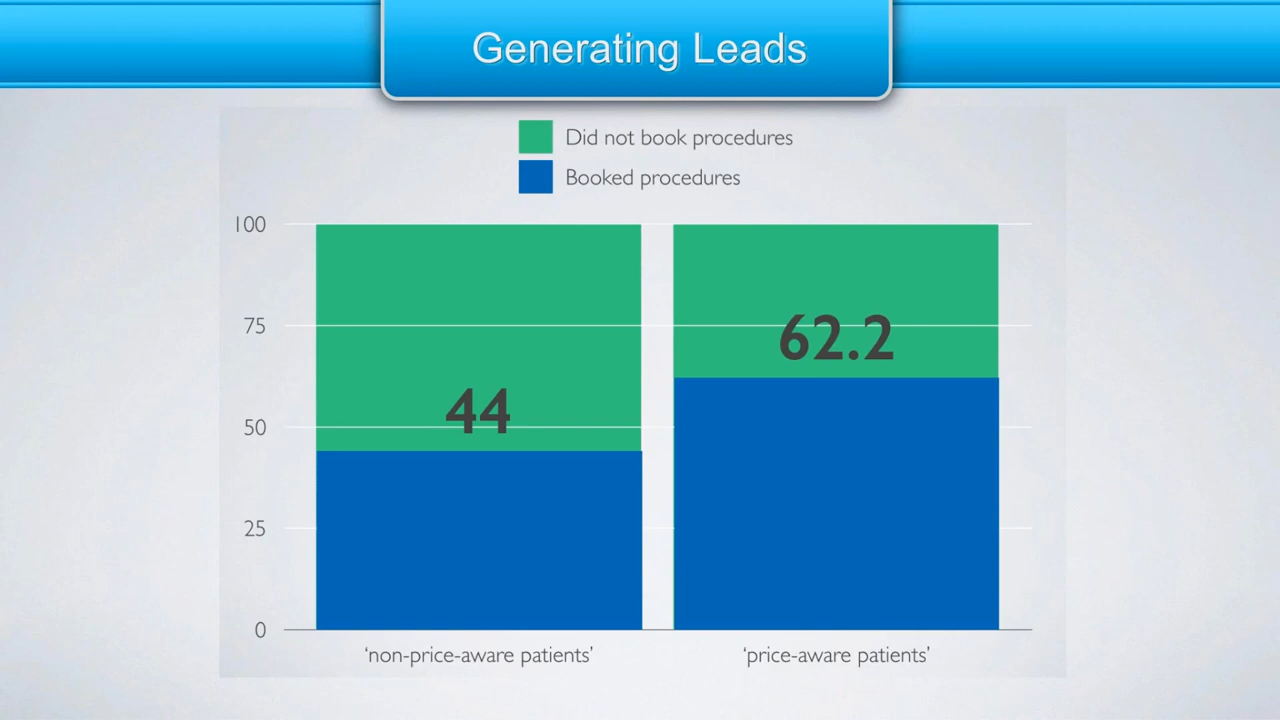 Generating Leads
Did not book procedures
Booked procedures
100
75
62.2
44
50
25
0
‘non-price-aware patients’
‘price-aware patients’